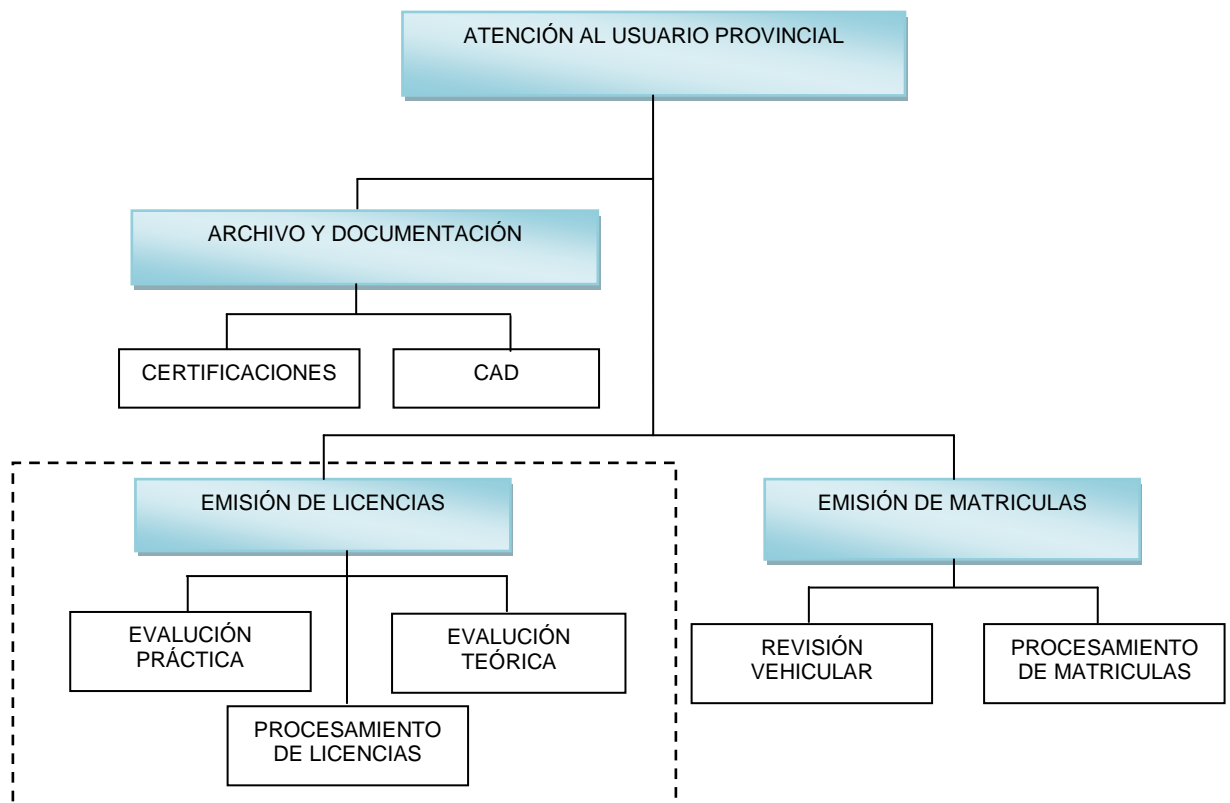 ATENCIÓN AL USUARIO PROVINCIAL
ARCHIVO Y DOCUMENTACIÓN
CERTIFICACIONES
CAD
EMISIÓN DE LICENCIAS
EMISIÓN DE MATRICULAS
EVALUCIÓN
PRÁCTICA
EVALUCIÓN
TEÓRICA
REVISIÓN
VEHICULAR
PROCESAMIENTO
DE MATRICULAS
PROCESAMIENTO
DE LICENCIAS